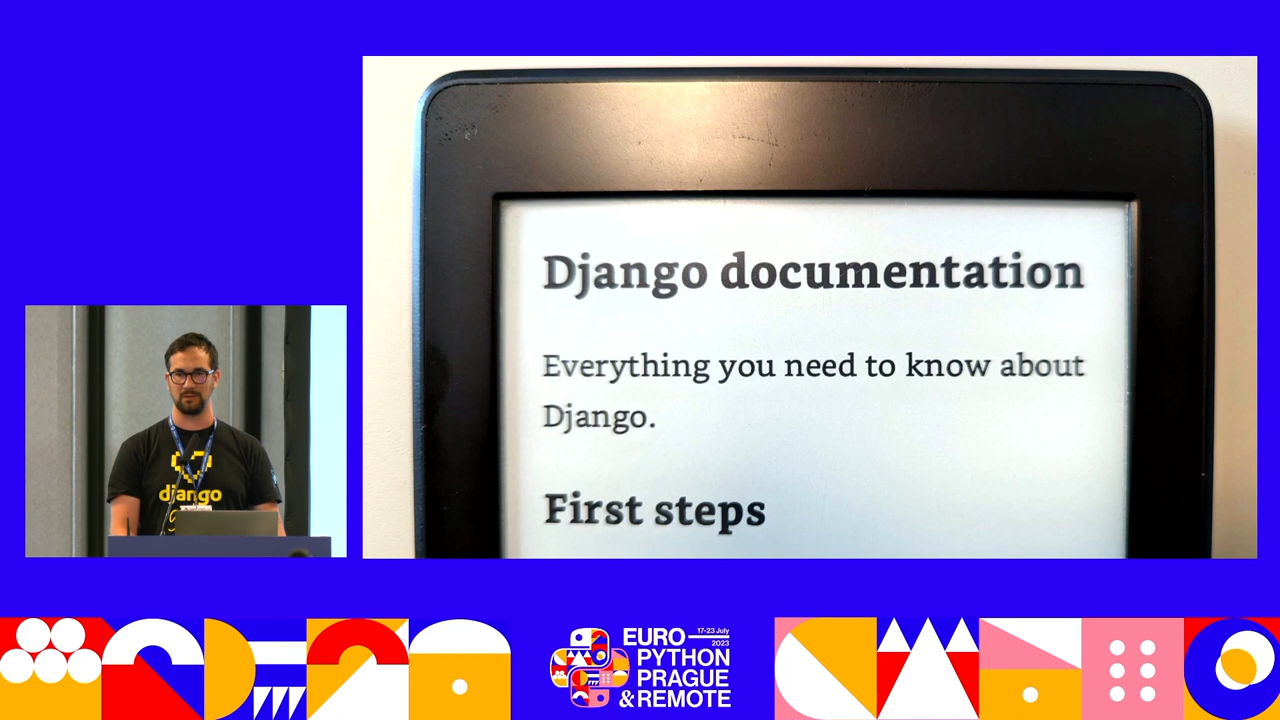 Django documentation
Everything you need to know about
Django.
First steps
django
EURO
17-23 July
2023
PYTHON
PRAGUE
& REMOTE